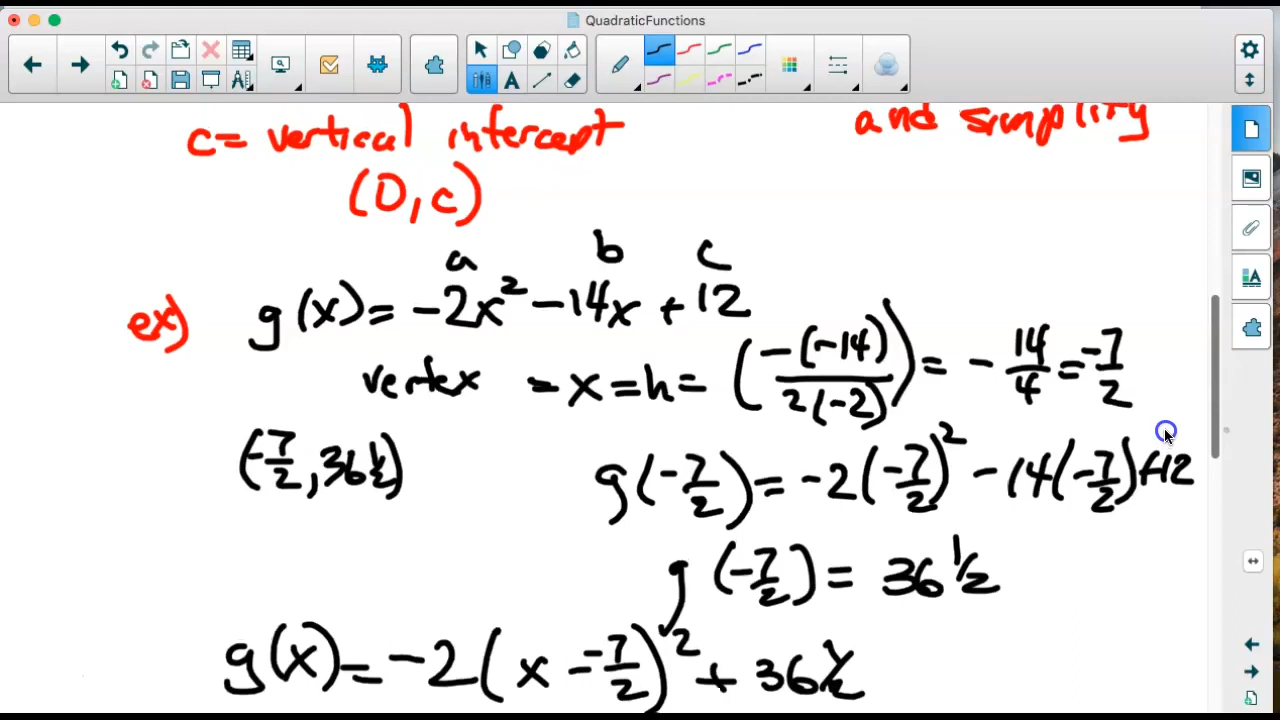 QuadraticFunctions
c = vertical intercept
and simplify
(0, c)
a b c
ex) g(x) = -2x² - 14x + 12
vertex = x = h = (-(-14)/2(-2)) = -14/4 = -7/2
(-7/2, 36½)
g(-7/2) = -2(-7/2)² - 14(-7/2) + 12
g(-7/2) = 36 1/2
g(x) = -2(x - -7/2)² + 36½